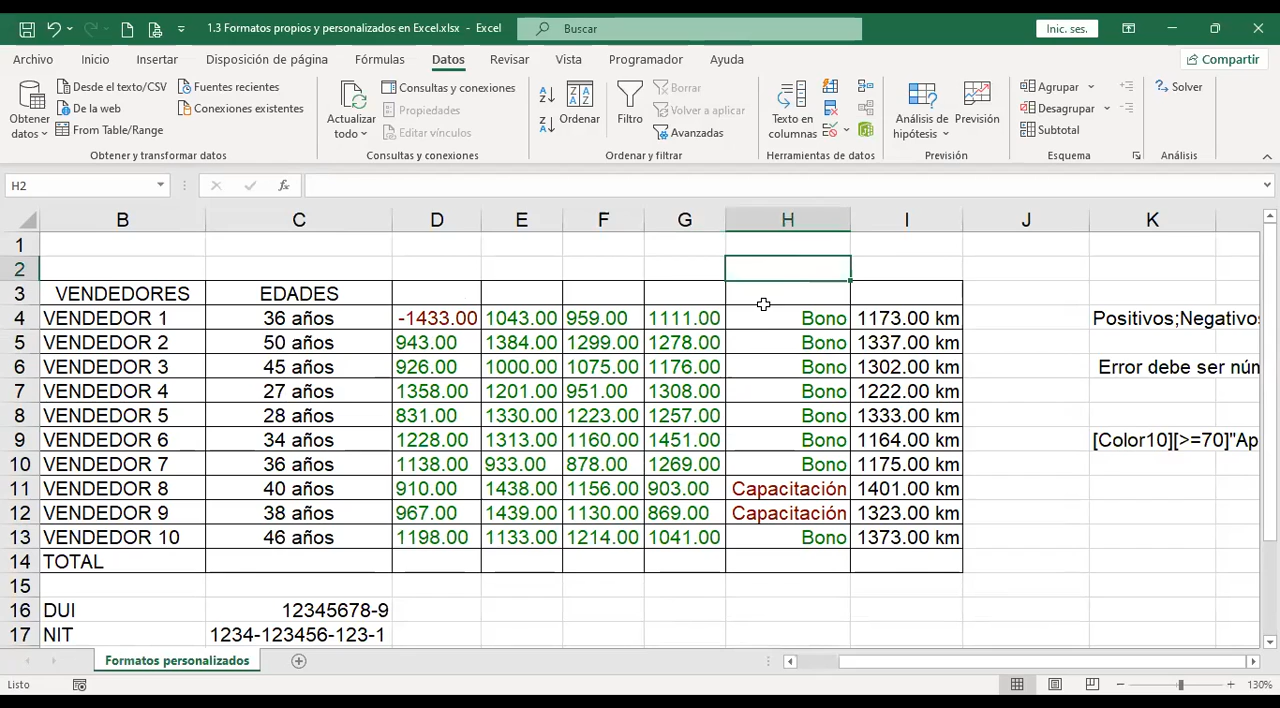 1.3 Formatos propios y personalizados en Excel.xlsx - Excel
Buscar
Inic. ses.
Archivo Inicio Insertar Disposición de página Fórmulas Datos Revisar Vista Programador Ayuda Compartir
Obtener datos
Desde el texto/CSV
De la web
From Table/Range
Fuentes recientes
Conexiones existentes
Obtener y transformar datos
Actualizar todo
Consultas y conexiones
Propiedades
Editar vínculos
Consultas y conexiones
Ordenar
Filtro
Borrar
Volver a aplicar
Avanzadas
Ordenar y filtrar
Texto en columnas
Herramientas de datos
Análisis de hipótesis
Previsión
Previsión
Agrupar
Desagrupar
Subtotal
Esquema
Solver
Análisis
H2 fx
B C D E F G H I J K
1
2
3 VENDEDORES EDADES
4 VENDEDOR 1 36 años -1433.00 1043.00 959.00 1111.00 Bono 1173.00 km Positivos;Negativos
5 VENDEDOR 2 50 años 943.00 1384.00 1299.00 1278.00 Bono 1337.00 km
6 VENDEDOR 3 45 años 926.00 1000.00 1075.00 1176.00 Bono 1302.00 km Error debe ser núm
7 VENDEDOR 4 27 años 1358.00 1201.00 951.00 1308.00 Bono 1222.00 km
8 VENDEDOR 5 28 años 831.00 1330.00 1223.00 1257.00 Bono 1333.00 km
9 VENDEDOR 6 34 años 1228.00 1313.00 1160.00 1451.00 Bono 1164.00 km [Color10][>=70]"Ap
10 VENDEDOR 7 36 años 1138.00 933.00 878.00 1269.00 Bono 1175.00 km
11 VENDEDOR 8 40 años 910.00 1438.00 1156.00 903.00 Capacitación 1401.00 km
12 VENDEDOR 9 38 años 967.00 1439.00 1130.00 869.00 Capacitación 1323.00 km
13 VENDEDOR 10 46 años 1198.00 1133.00 1214.00 1041.00 Bono 1373.00 km
14 TOTAL
15
16 DUI 12345678-9
17 NIT 1234-123456-123-1
Formatos personalizados
Listo
130%